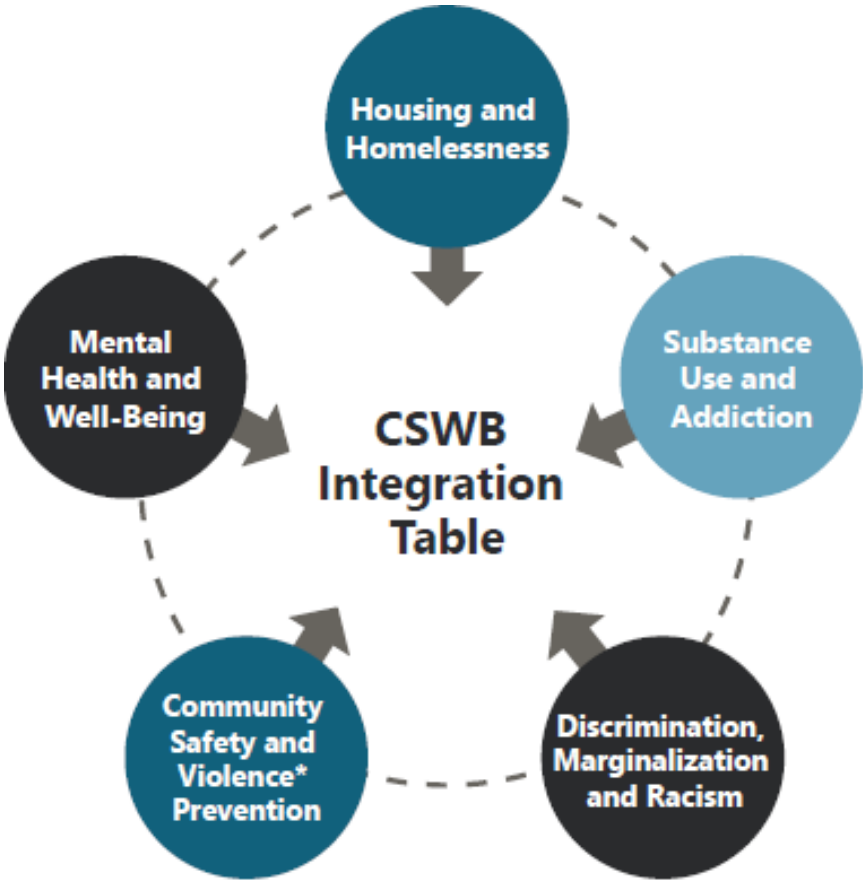 Housing and
Homelessness
Mental
Health and
Well-Being
Substance
Use and
Addiction
CSWB
Integration
Table
Community
Safety and
Violence*
Prevention
Discrimination,
Marginalization
and Racism